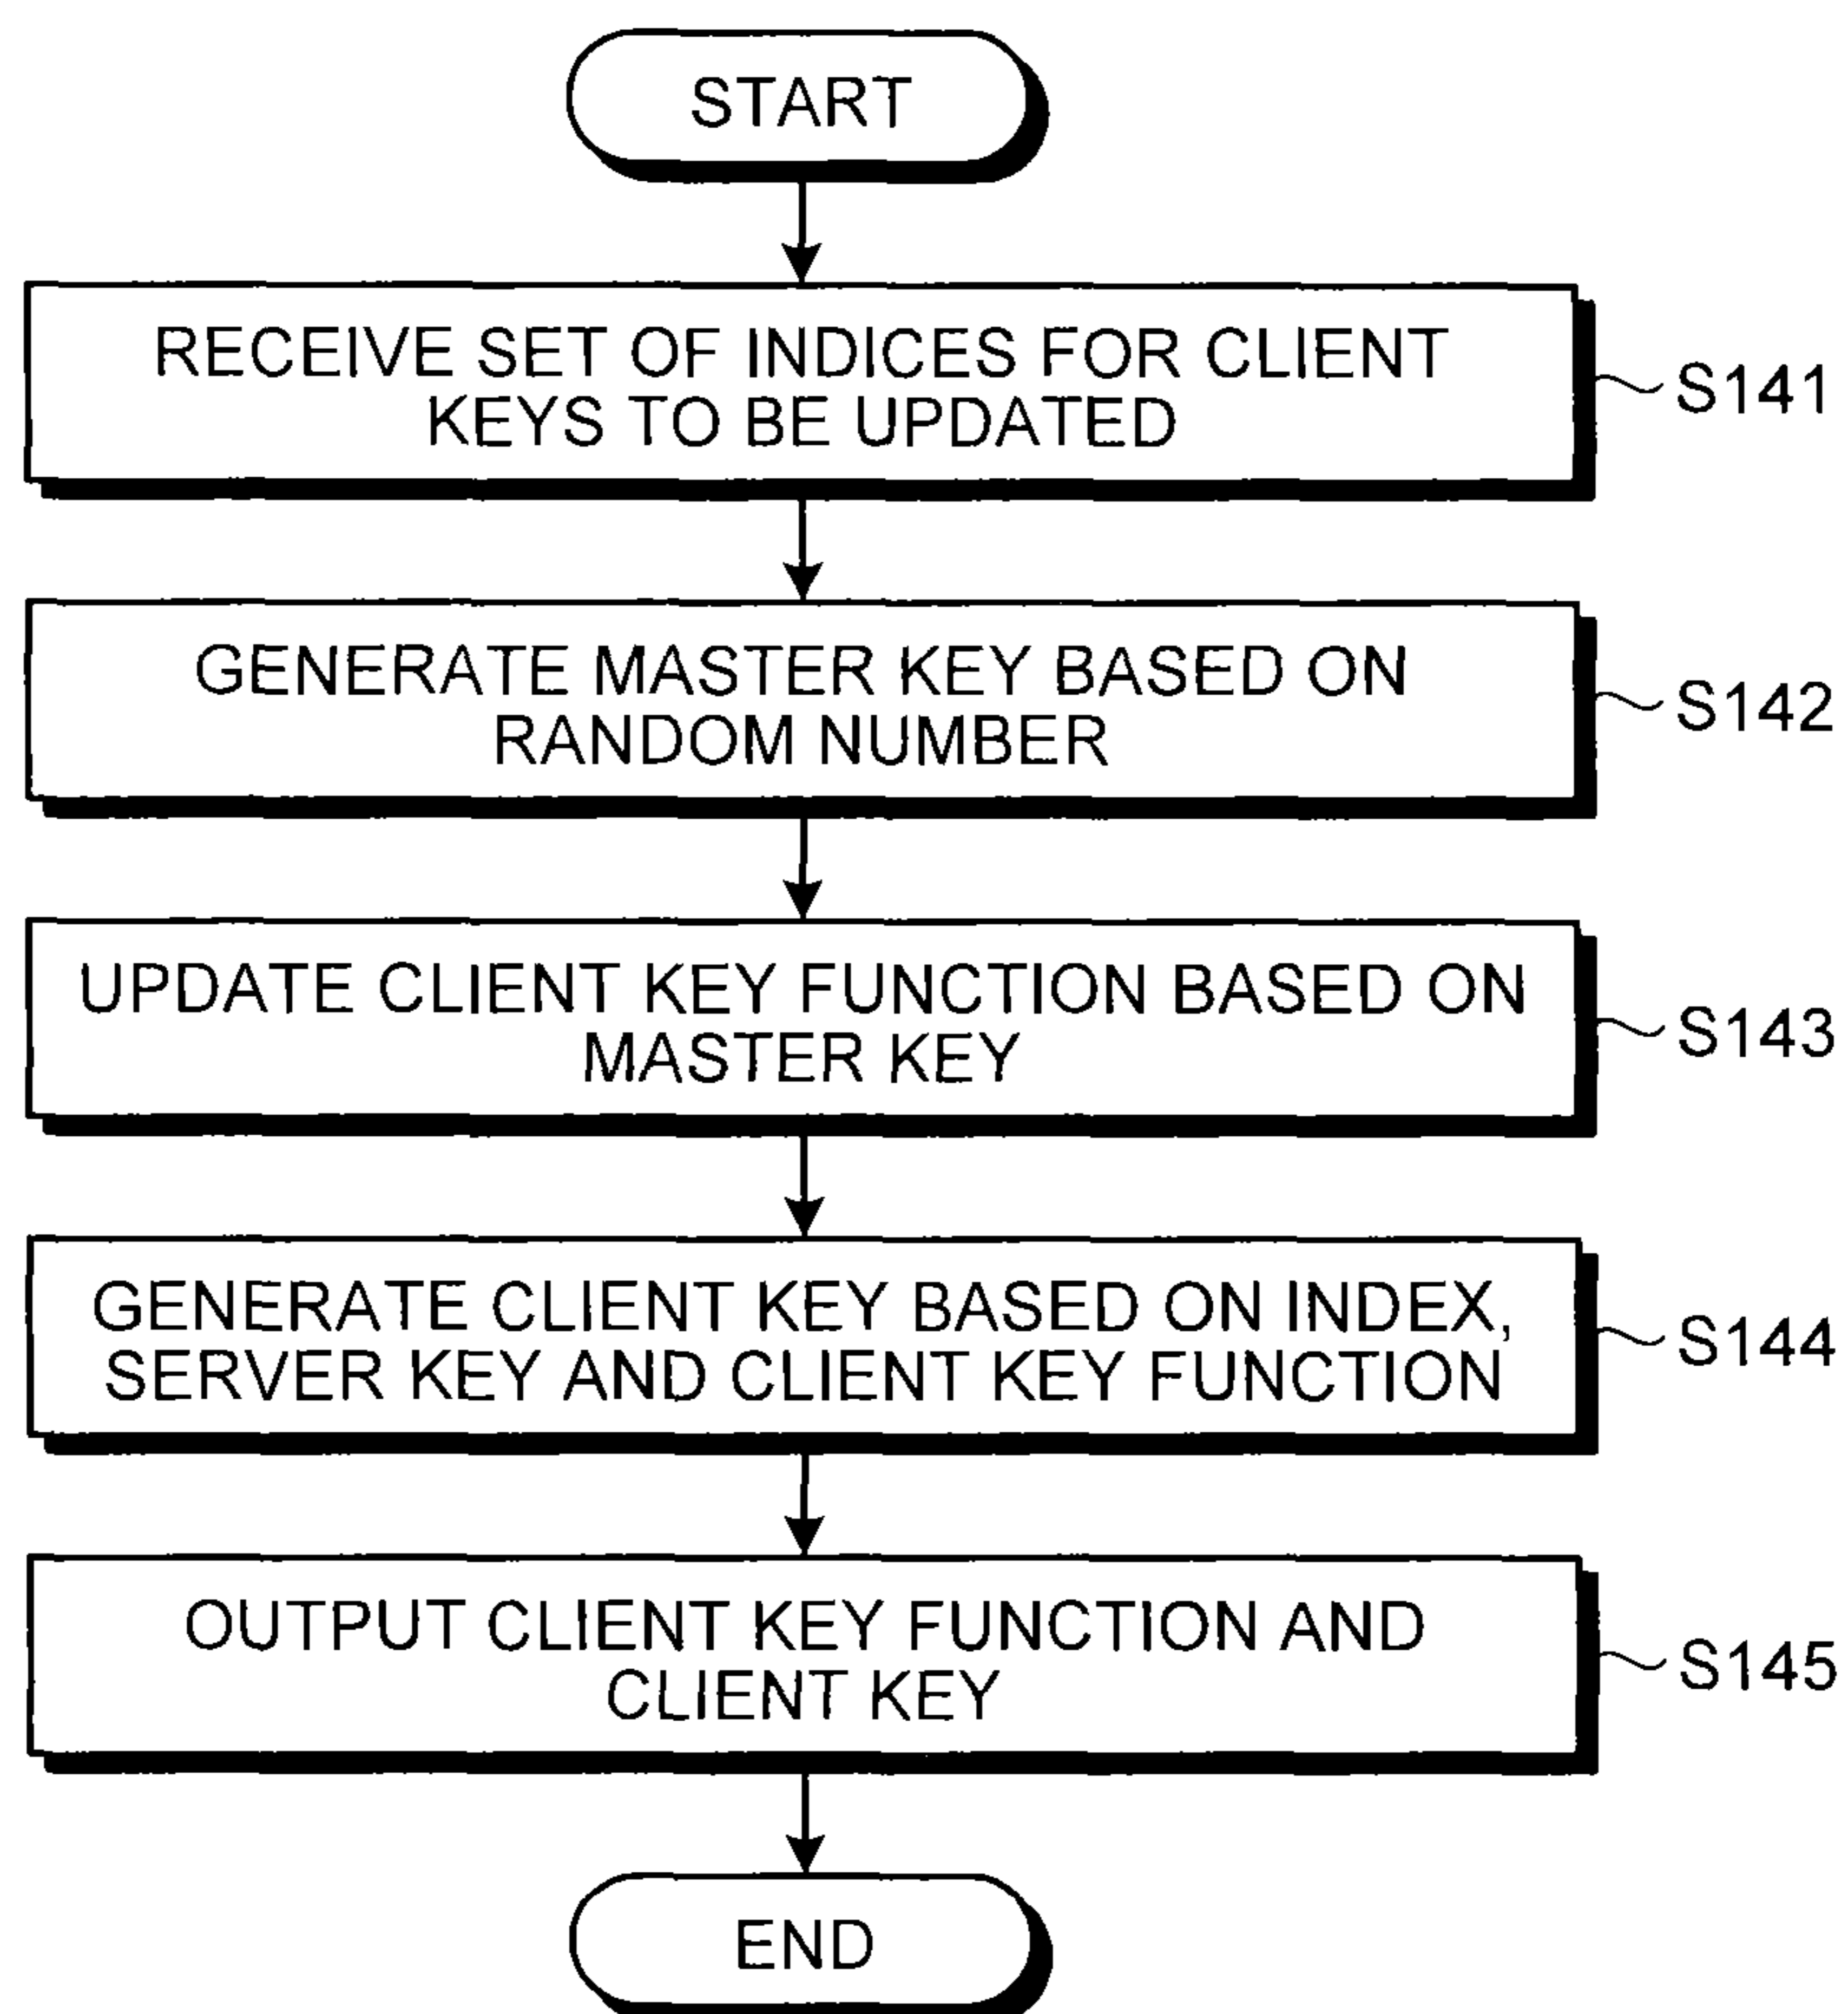 START
RECEIVE SET OF INDICES FOR CLIENT
KEYS TO BE UPDATED
S141
GENERATE MASTER KEY BASED ON
RANDOM NUMBER
S142
UPDATE CLIENT KEY FUNCTION BASED ON
MASTER KEY
S143
GENERATE CLIENT KEY BASED ON INDEX,
SERVER KEY AND CLIENT KEY FUNCTION
S144
OUTPUT CLIENT KEY FUNCTION AND
CLIENT KEY
S145
END